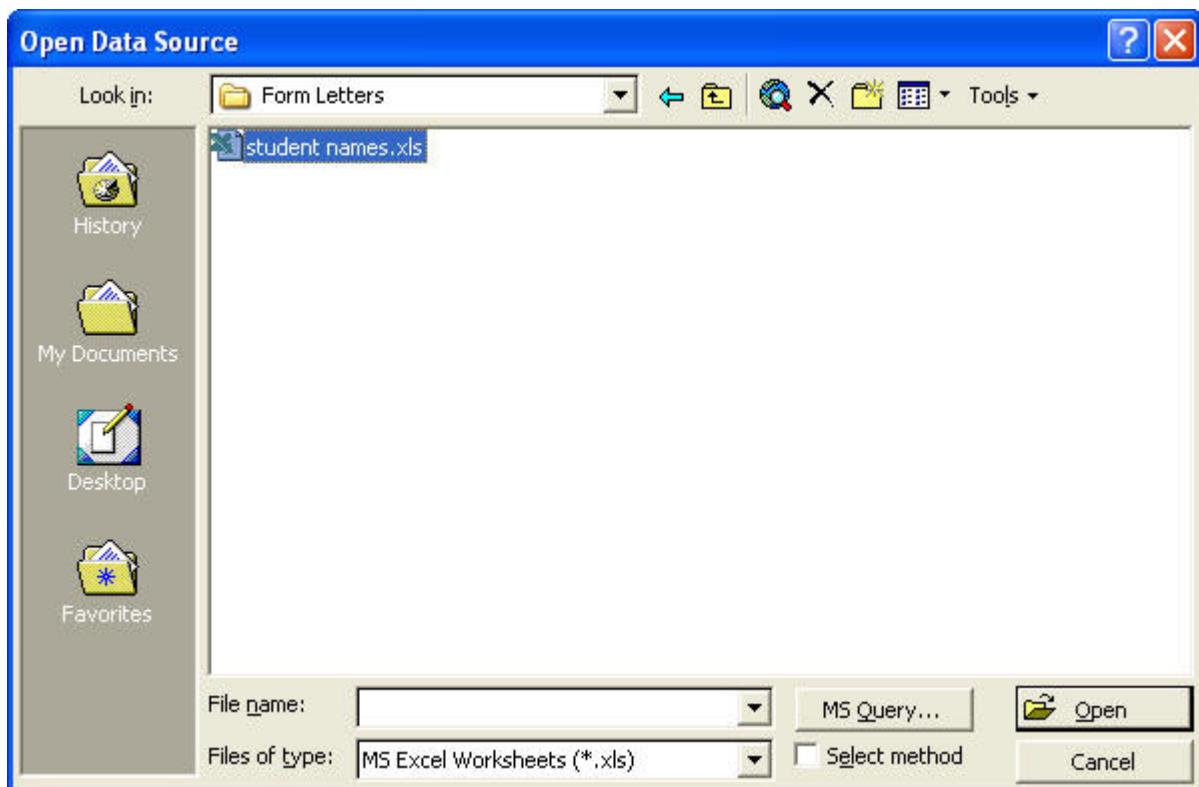 Open Data Source
Look in: Form Letters Tools
student names.xls
History
My Documents
Desktop
Favorites
File name: MS Query... Open
Files of type: MS Excel Worksheets (*.xls) Select method Cancel